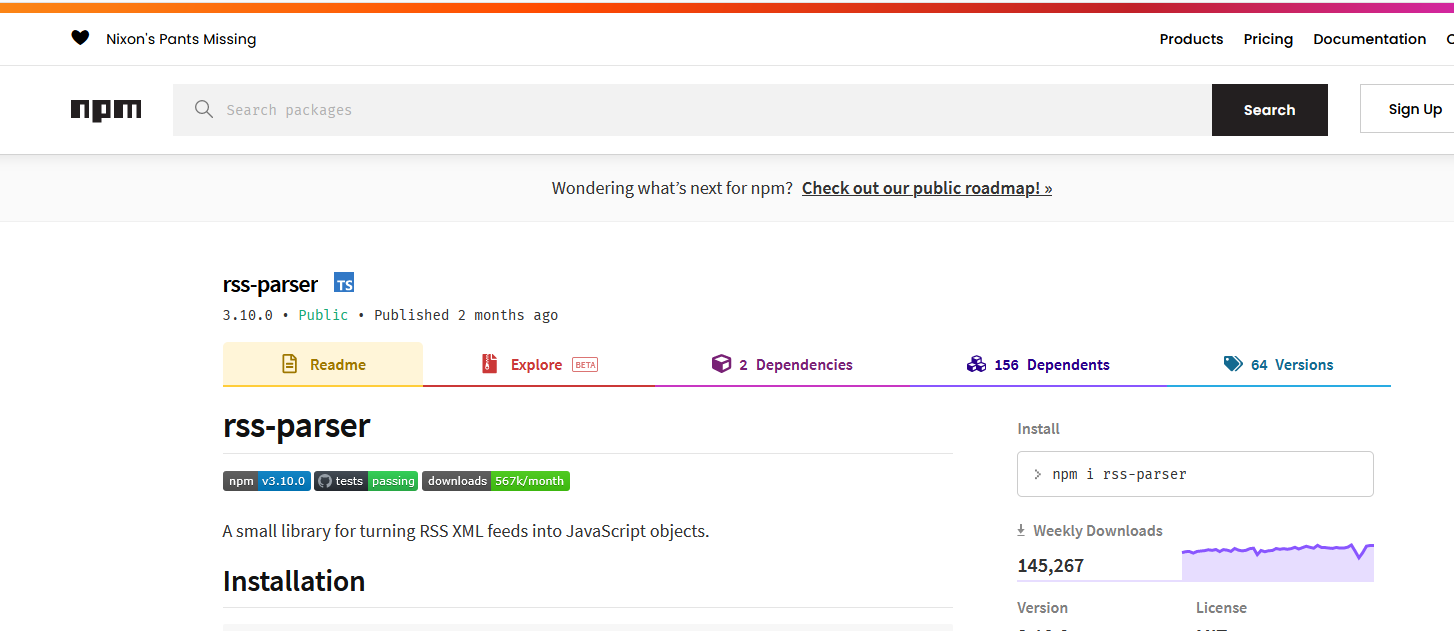 Nixon's Pants Missing Products Pricing Documentation
npm Search packages Search Sign Up
Wondering what’s next for npm? Check out our public roadmap! »
rss-parser TS
3.10.0 • Public • Published 2 months ago
Readme Explore BETA 2 Dependencies 156 Dependents 64 Versions
rss-parser
Install
npm v3.10.0 tests passing downloads 567k/month
> npm i rss-parser
A small library for turning RSS XML feeds into JavaScript objects.
Weekly Downloads
145,267
Installation
Version License